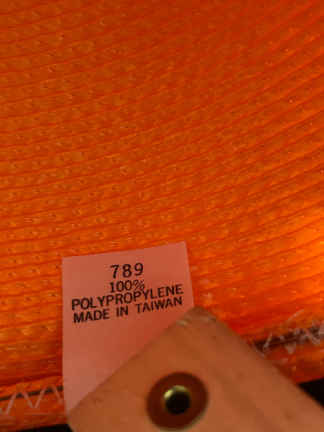 789
100%
POLYPROPYLENE
MADE IN TAIWAN